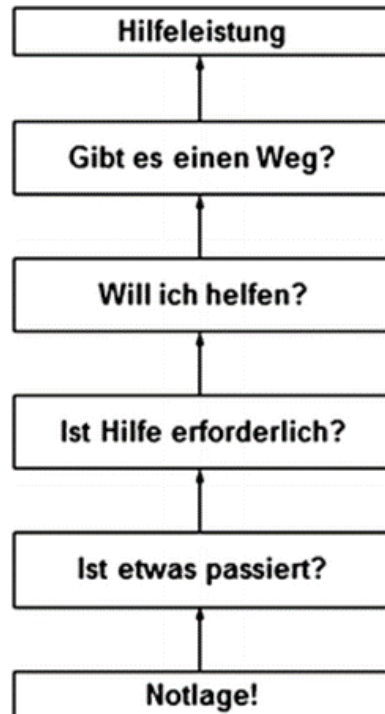 Hilfeleistung
Gibt es einen Weg?
Will ich helfen?
Ist Hilfe erforderlich?
Ist etwas passiert?
Notlage!